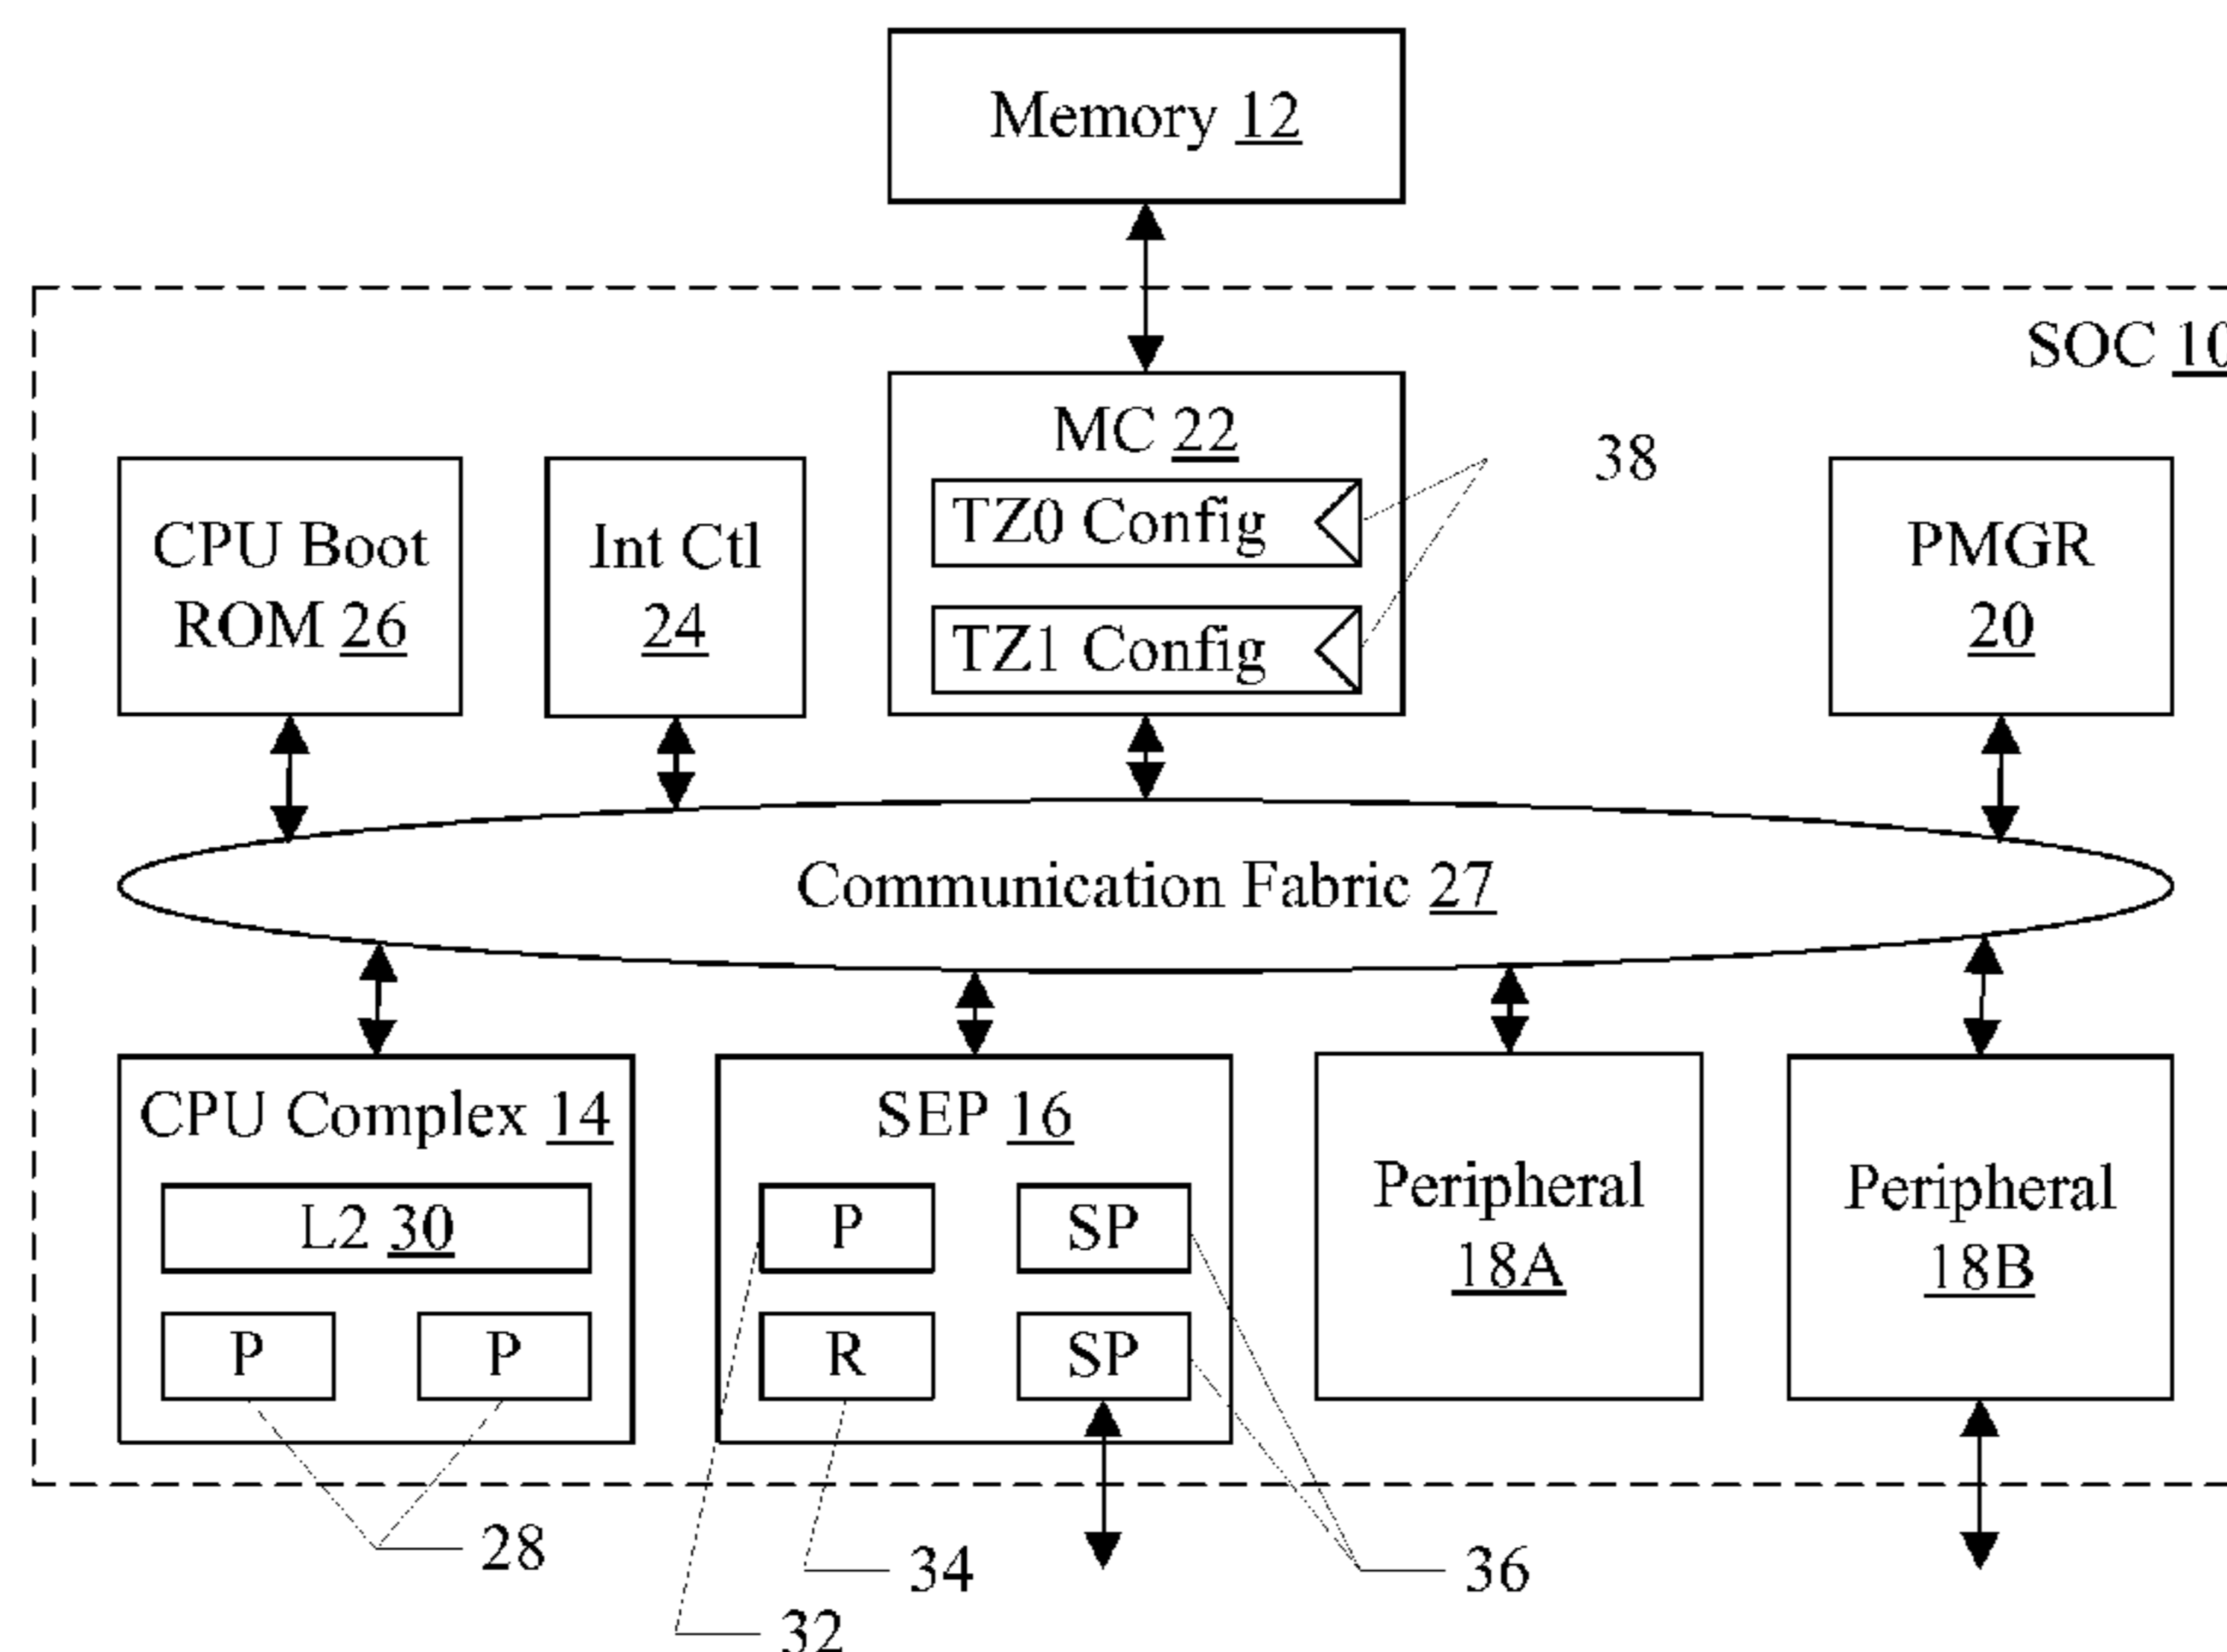 Memory 12
SOC 10
MC 22
38
TZ0 Config
TZ1 Config
CPU Boot
ROM 26
Int Ctl
24
PMGR
20
Communication Fabric 27
CPU Complex 14
L2 30
P
P
SEP 16
P
SP
R
SP
Peripheral
18A
Peripheral
18B
28
34
36
32